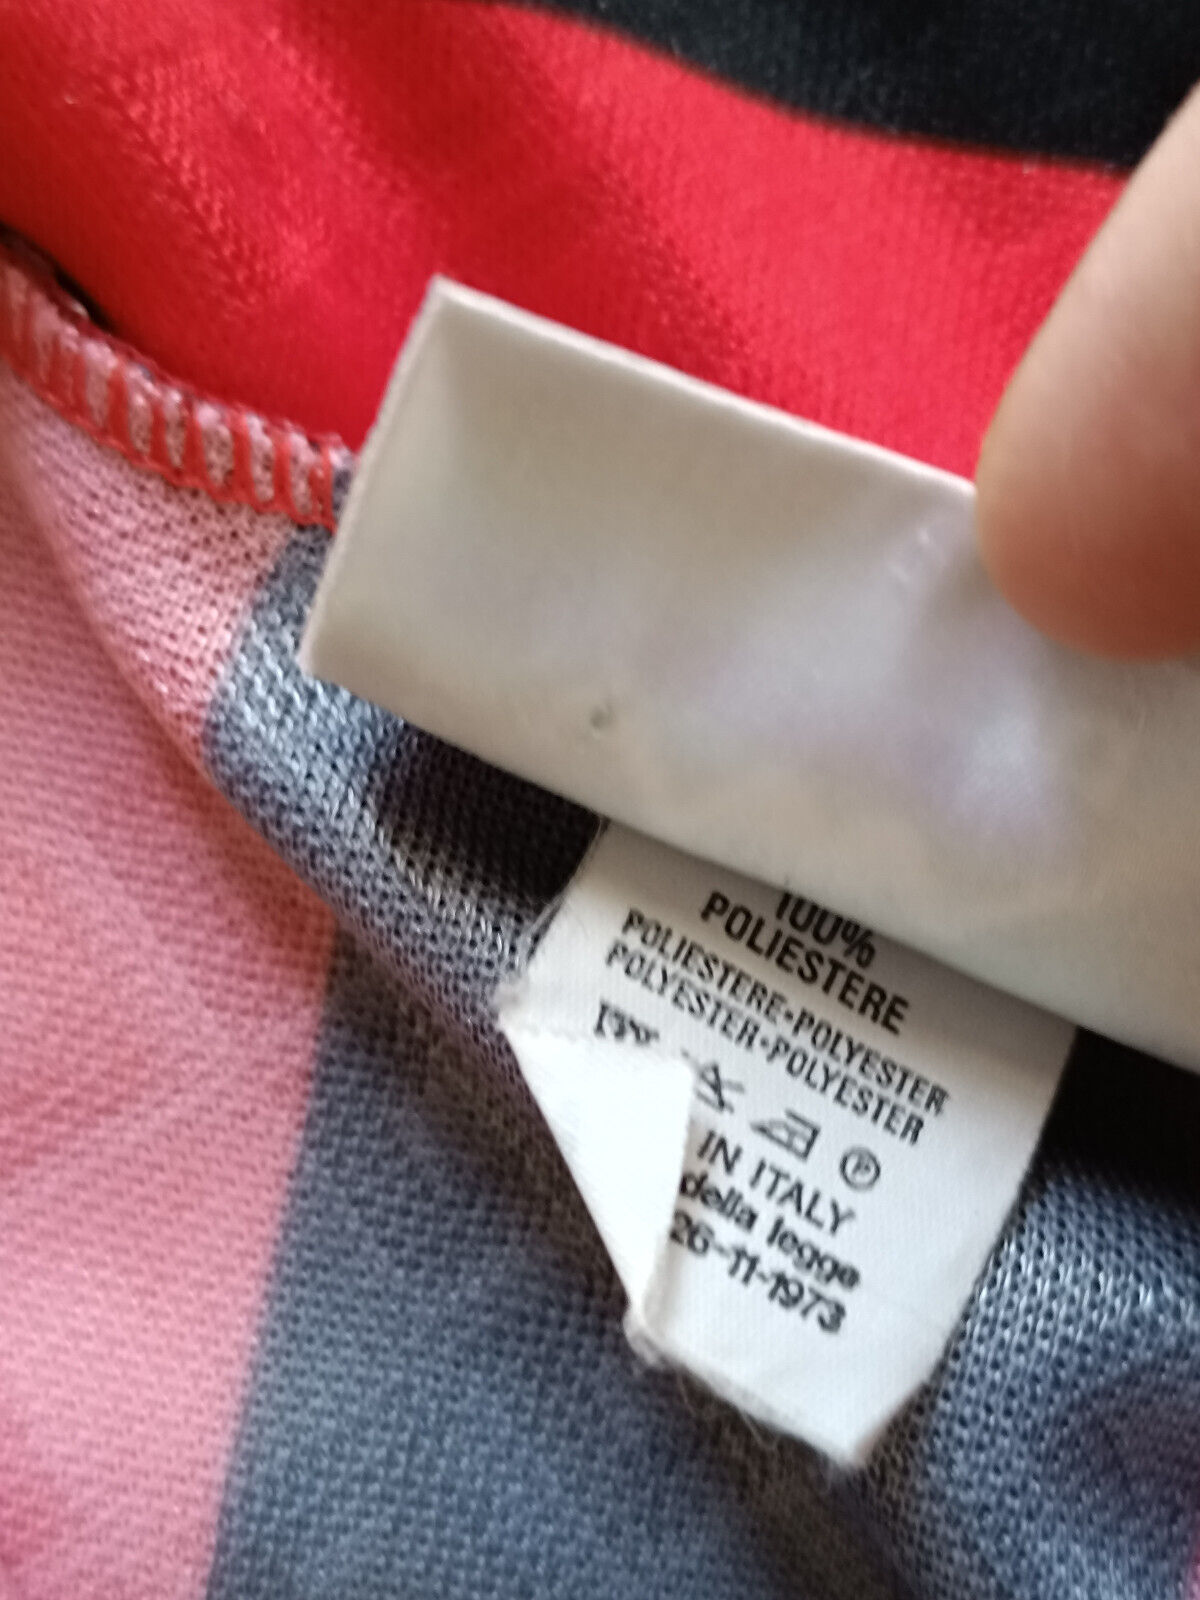 100%
POLIESTERE
POLIESTERE-POLYESTER
POLYESTER-POLYESTER
P
IN ITALY
della legge
26-11-1973